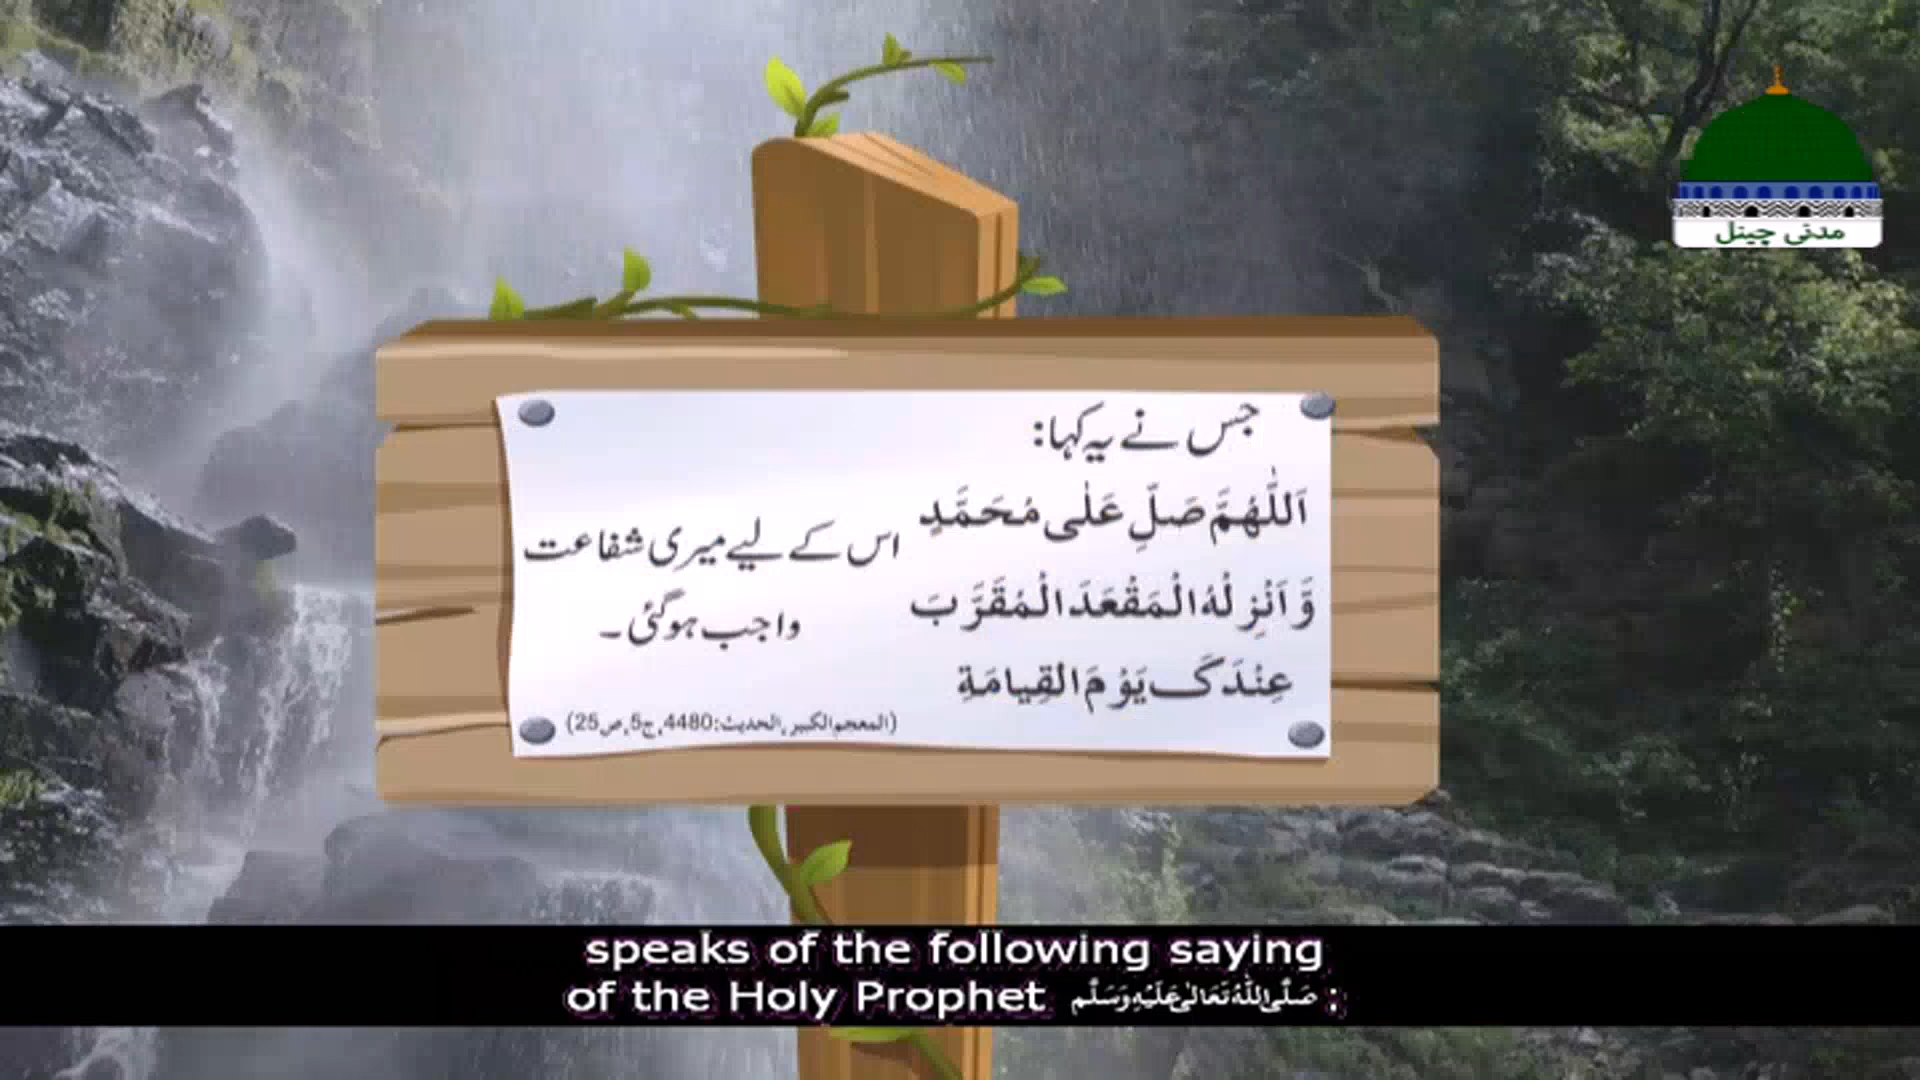 مدنی چینل
جس نے یہ کہا:
اَللّٰهُمَّ صَلِّ عَلٰی مُحَمَّدٍ
وَّ اَنْزِلْهُ الْمَقْعَدَ الْمُقَرَّبَ
عِنْدَکَ یَوْمَ الْقِیامَةِ
اس کے لیے میری شفاعت
واجب ہوگئی ۔
(المعجم الکبیر ,الحدیث:4480,ج5,ص25)
speaks of the following saying
of the Holy Prophet صَلَّی اللّٰهُ تَعَالٰی عَلَیْهِ وَسَلَّم :